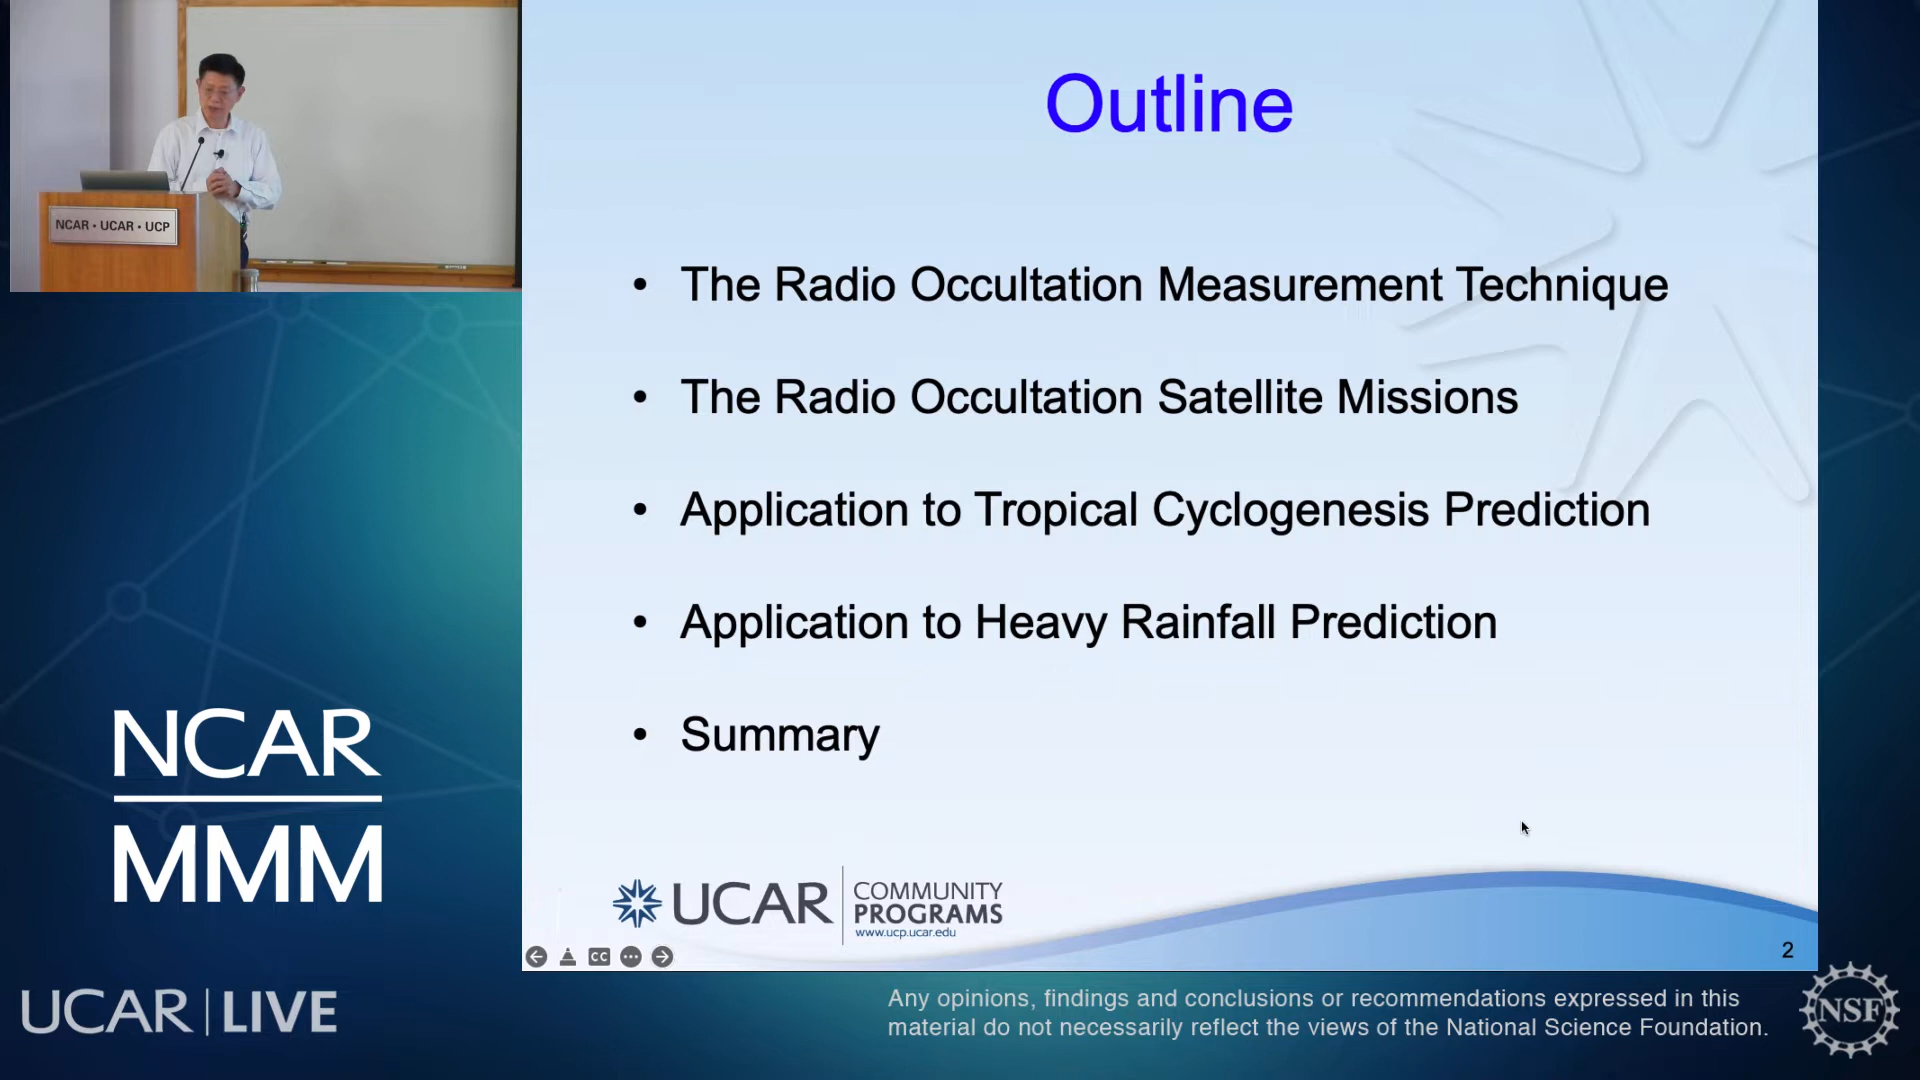 NCAR • UCAR • UCP
Outline
• The Radio Occultation Measurement Technique
• The Radio Occultation Satellite Missions
• Application to Tropical Cyclogenesis Prediction
• Application to Heavy Rainfall Prediction
• Summary
UCAR
COMMUNITY
PROGRAMS
www.ucp.ucar.edu
CC
2
NCAR
MMM
UCAR | LIVE
Any opinions, findings and conclusions or recommendations expressed in this
material do not necessarily reflect the views of the National Science Foundation.
NSF